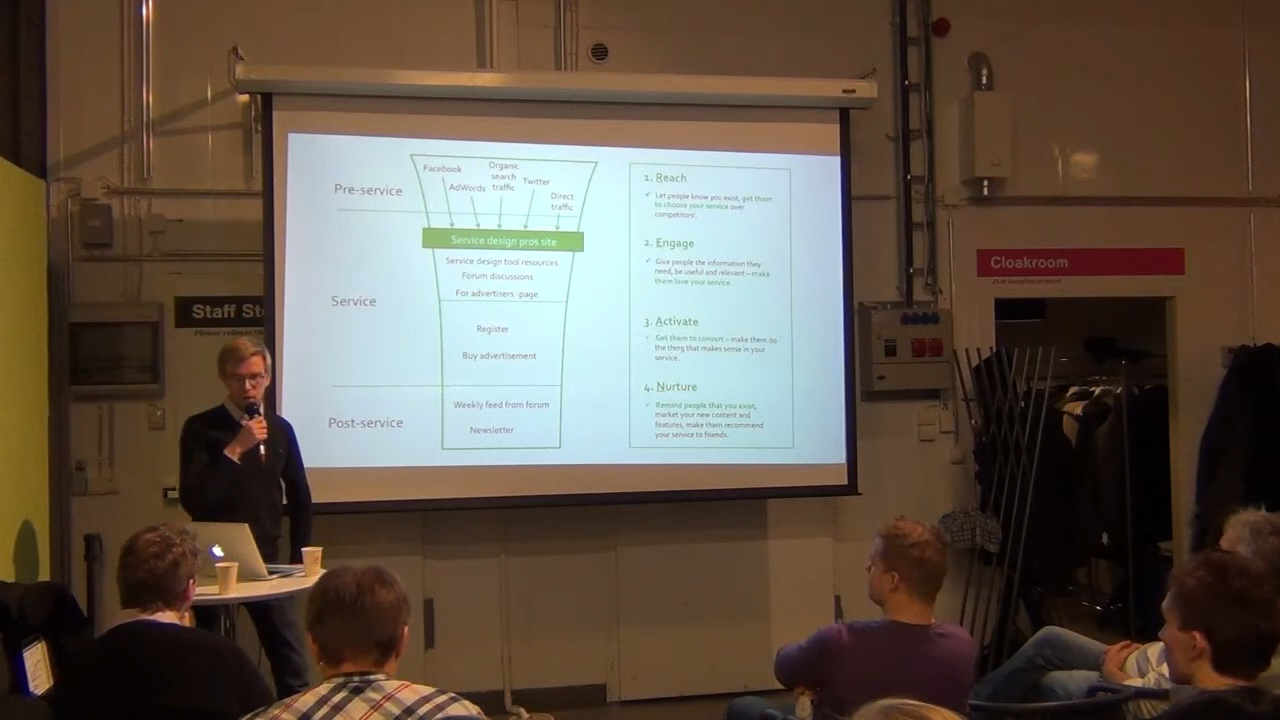 Pre-service
Facebook
AdWords
Organic
search
traffic
Twitter
Direct
traffic
Service design pros site
Service
Service design tool resources
Forum discussions
For advertisers -page
Register
Buy advertisement
Post-service
Weekly feed from forum
Newsletter
1. Reach
✓ Let people know you exist, get them
to choose your service over
competitors'.
2. Engage
✓ Give people the information they
need, be useful and relevant – make
them love your service.
3. Activate
✓ Get them to convert – make them do
the thing that makes sense in your
service.
4. Nurture
✓ Remind people that you exist,
market your new content and
features, make them recommend
your service to friends.
Staff
Please release
Cloakroom